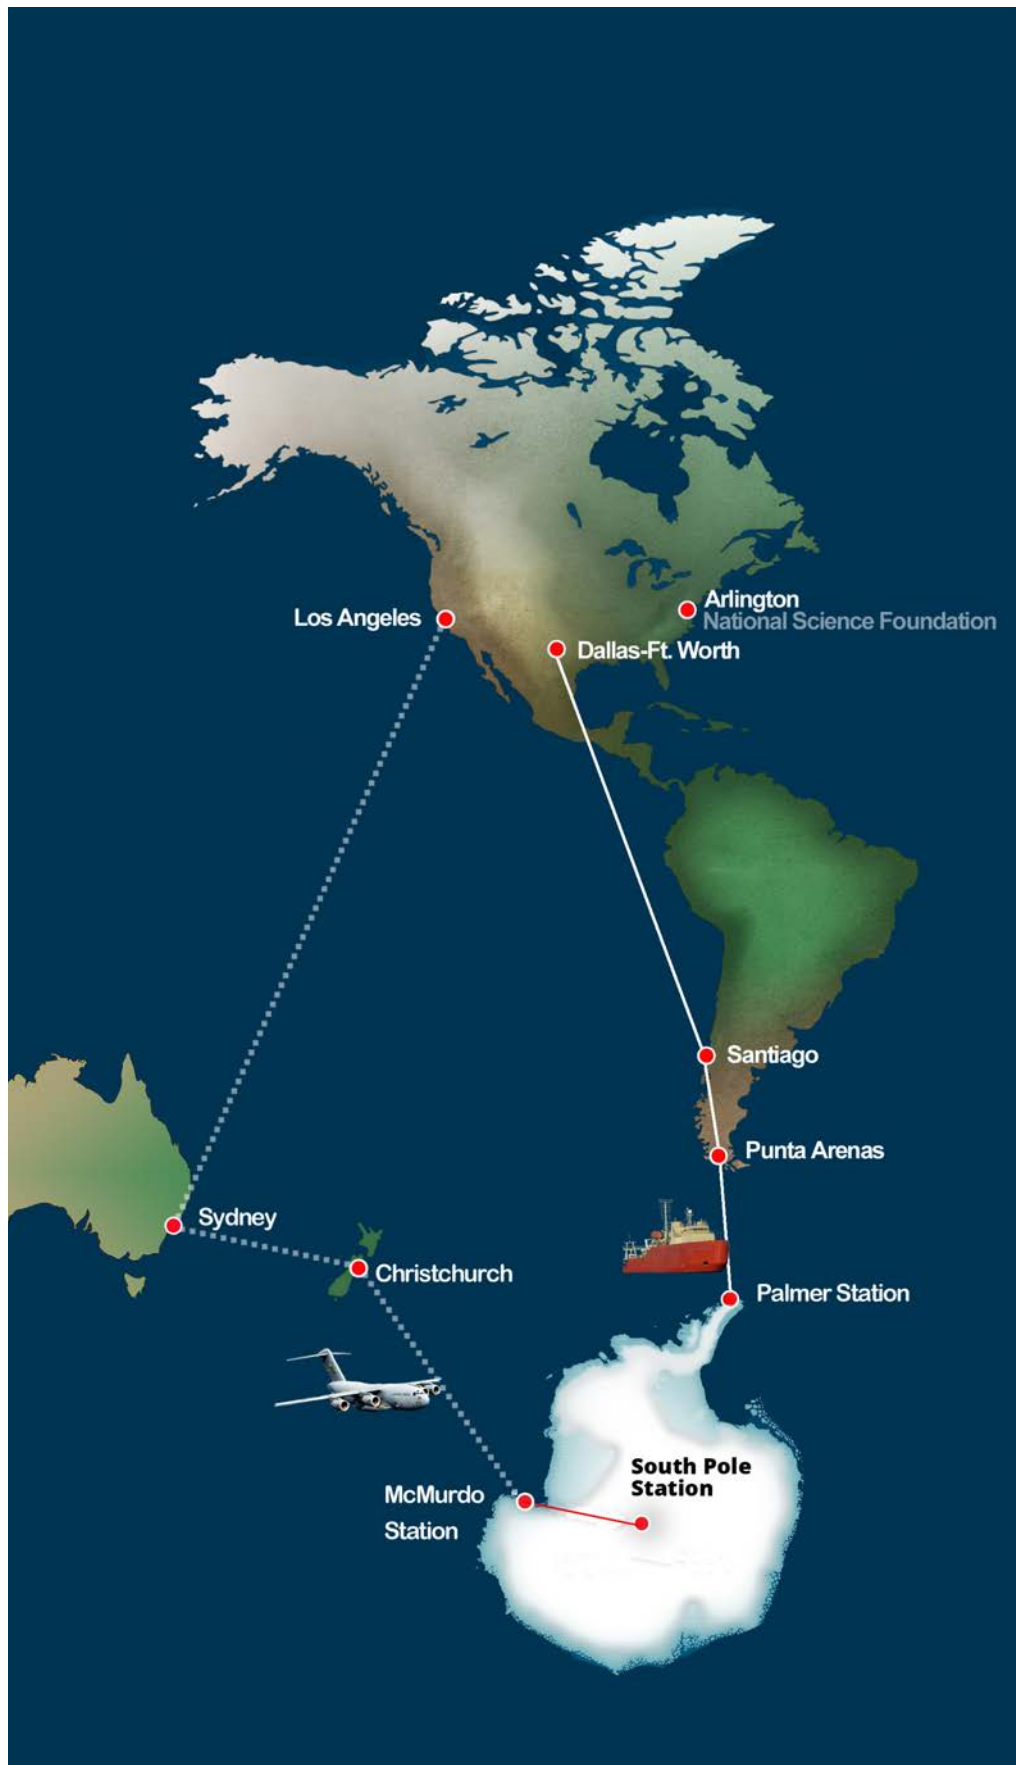 Arlington
Los Angeles
National Science Foundation
Dallas-Ft. Worth
Santiago
Punta Arenas
Sydney
Christchurch
Palmer Station
South Pole
Station
McMurdo
Station